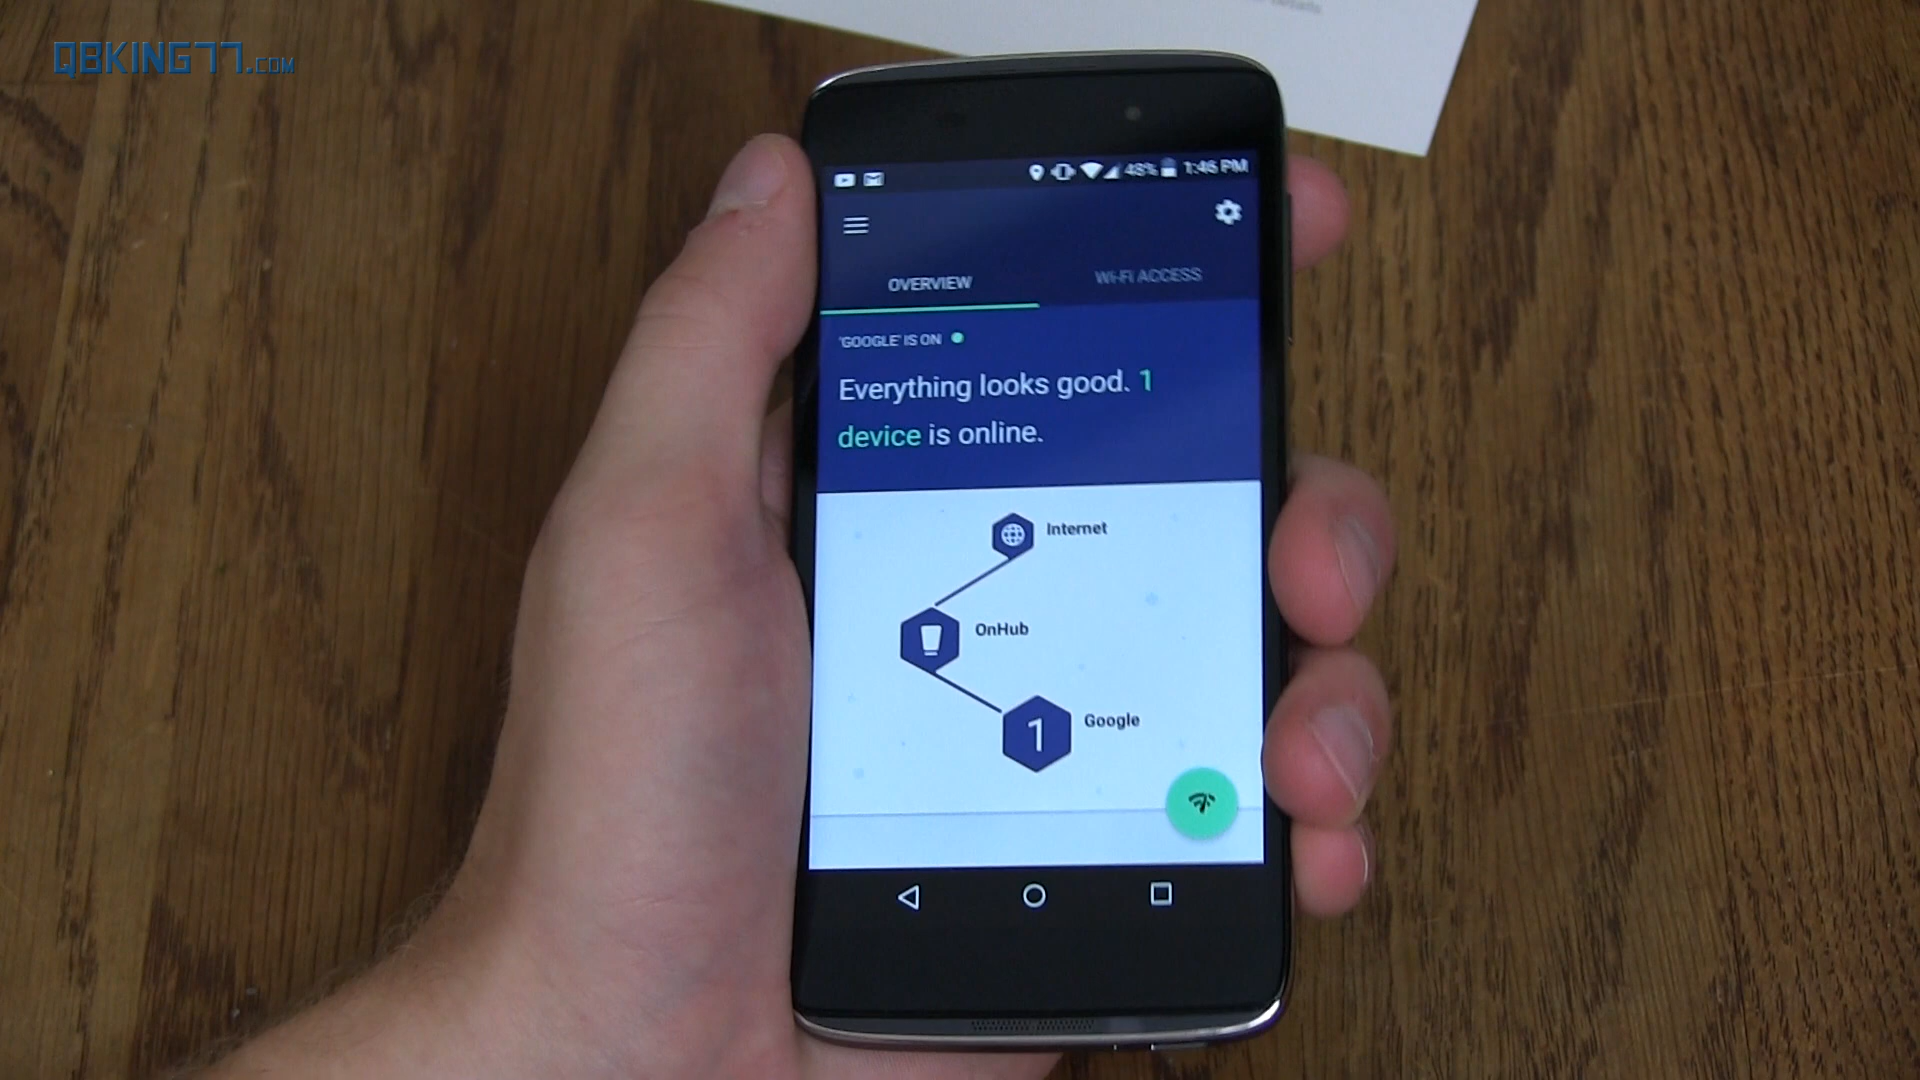 QBKING77.COM
details
48% 1:46 PM
OVERVIEW
WI-FI ACCESS
'GOOGLE' IS ON
Everything looks good. 1
device is online.
Internet
OnHub
1
Google